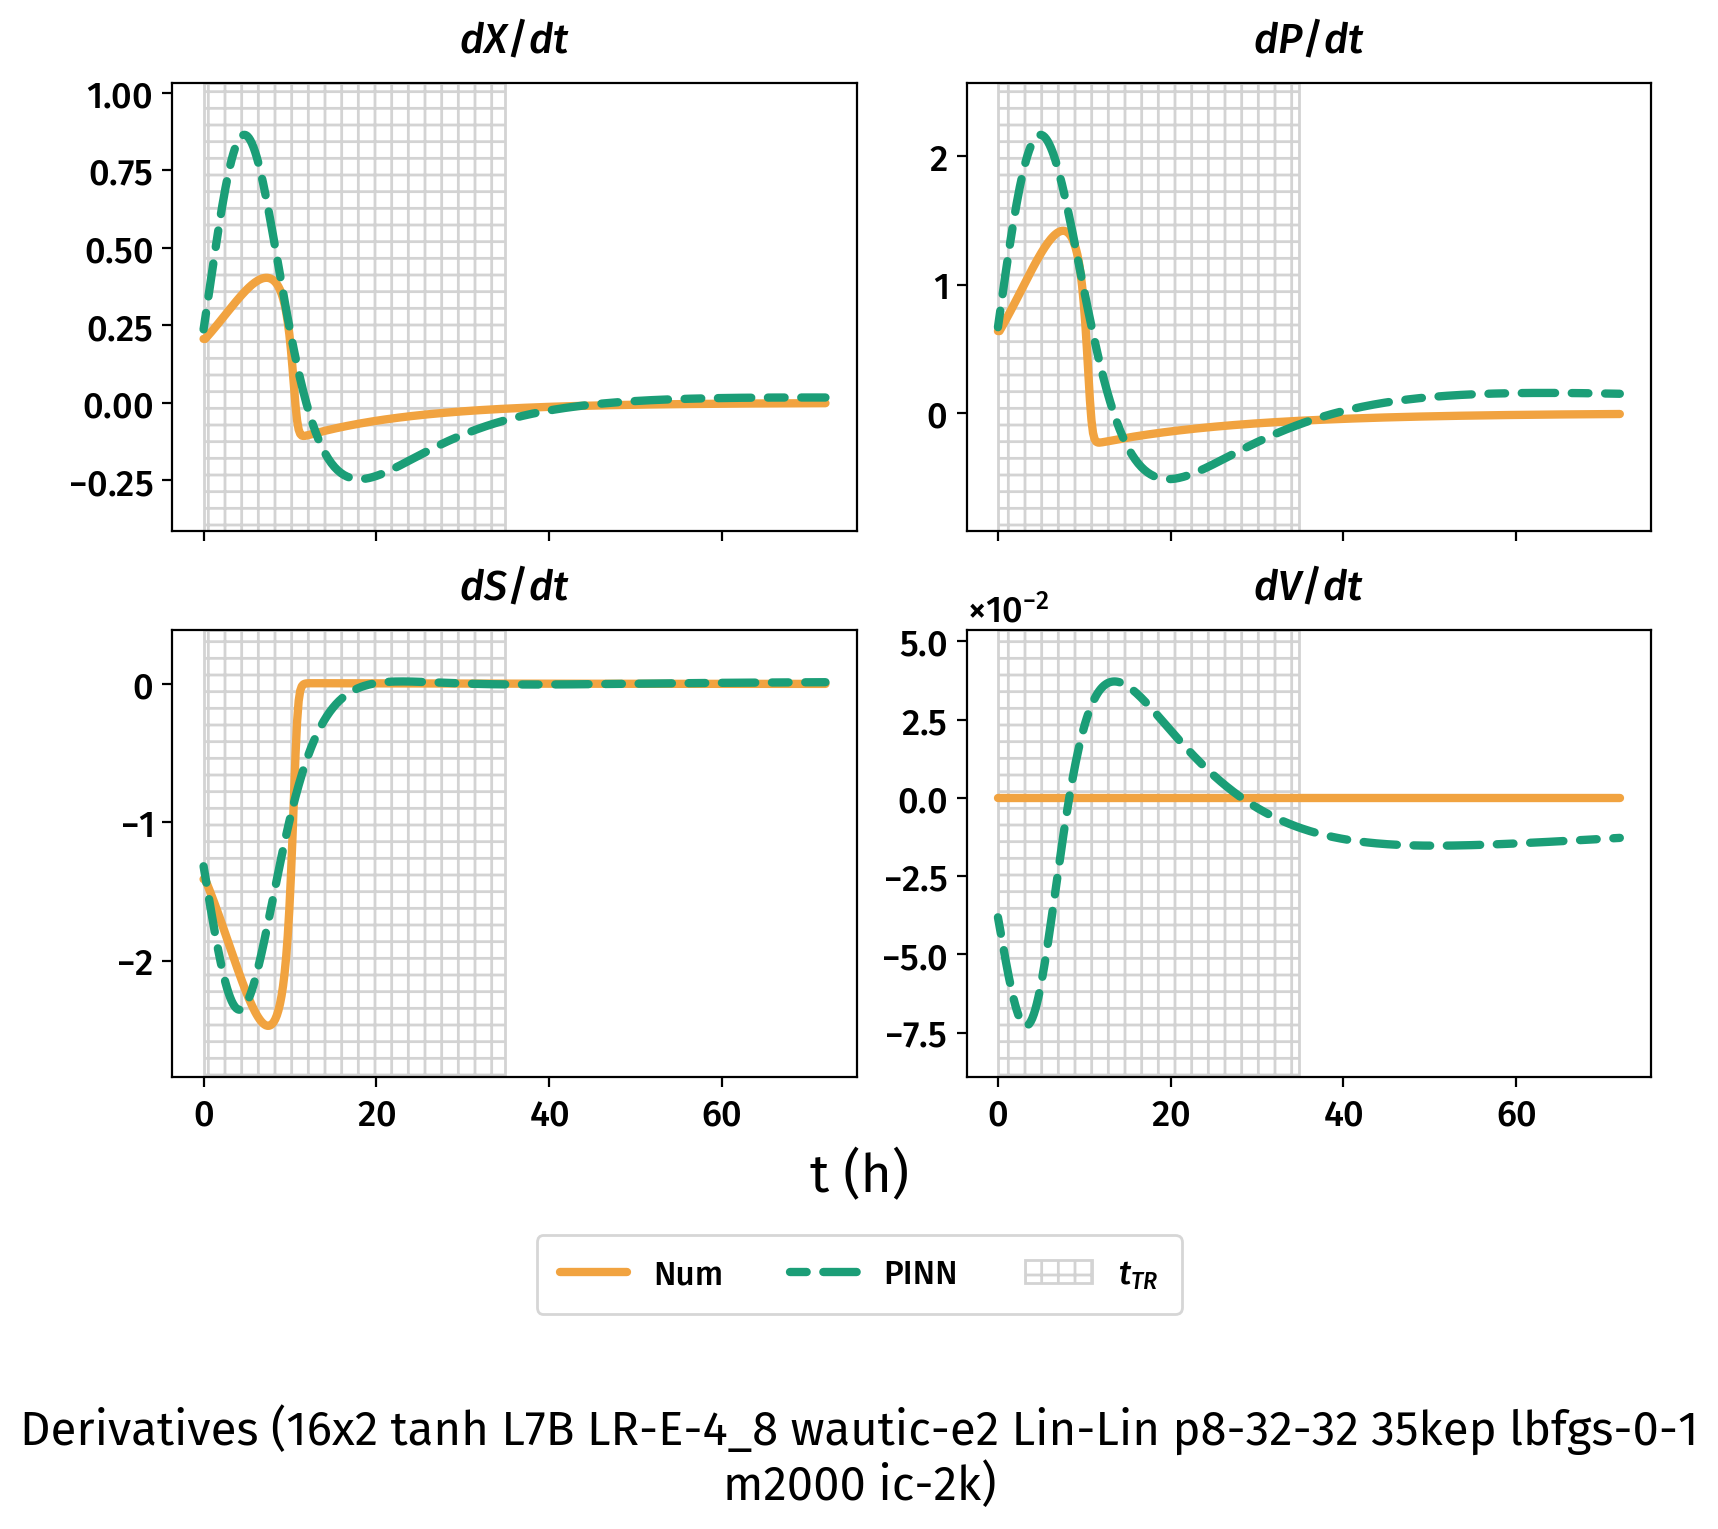 dX/dt
dP/dt
1.00
0.75
0.50
0.25
0.00
−0.25
2
1
0
dS/dt
dV/dt
×10⁻²
0
−1
−2
5.0
2.5
0.0
−2.5
−5.0
−7.5
0 20 40 60
0 20 40 60
t (h)
Num PINN t_TR
Derivatives (16x2 tanh L7B LR-E-4_8 wautic-e2 Lin-Lin p8-32-32 35kep lbfgs-0-1
m2000 ic-2k)